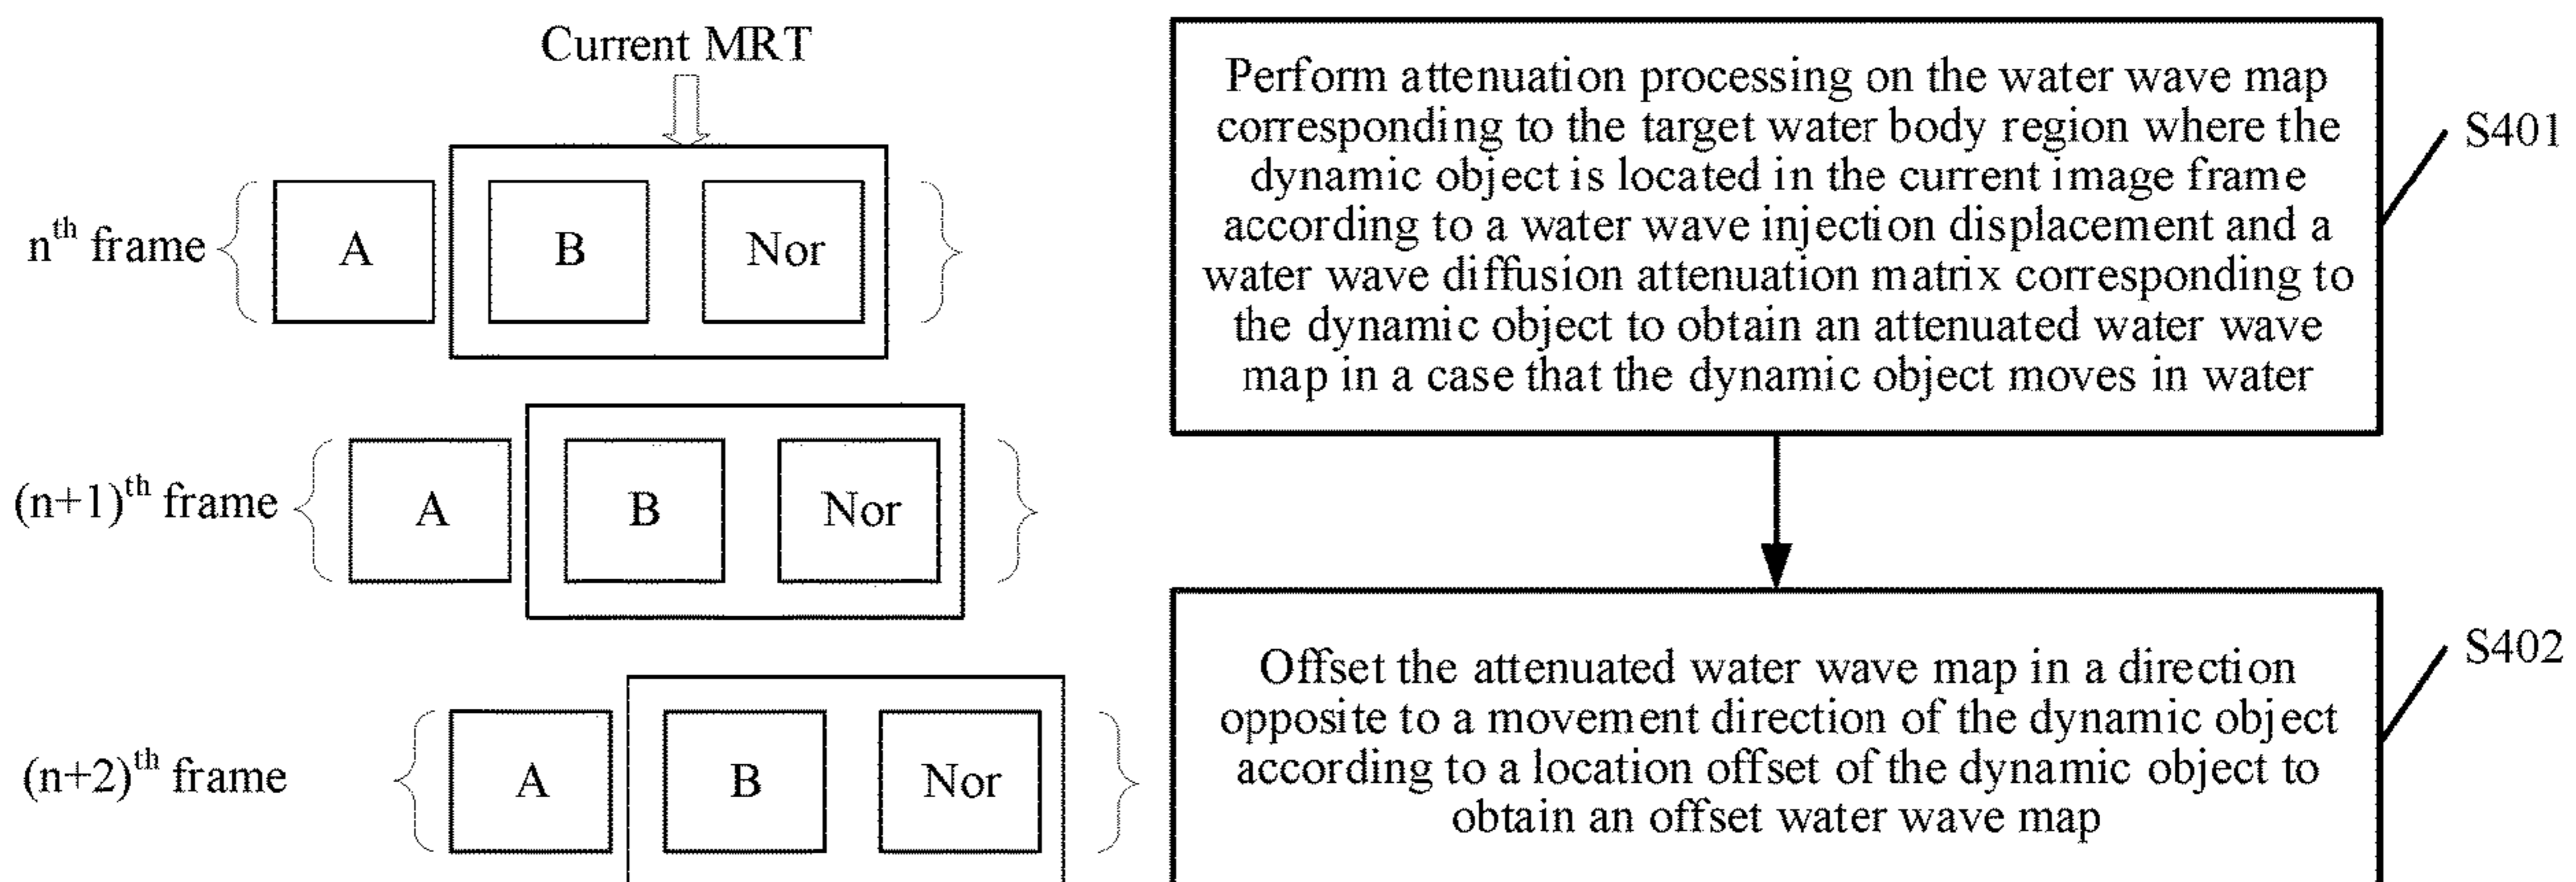 Current MRT
nth frame
A
B
Nor
(n+1)th frame
A
B
Nor
(n+2)th frame
A
B
Nor
Perform attenuation processing on the water wave map
corresponding to the target water body region where the
dynamic object is located in the current image frame
according to a water wave injection displacement and a
water wave diffusion attenuation matrix corresponding to
the dynamic object to obtain an attenuated water wave
map in a case that the dynamic object moves in water
S401
Offset the attenuated water wave map in a direction
opposite to a movement direction of the dynamic object
according to a location offset of the dynamic object to
obtain an offset water wave map
S402